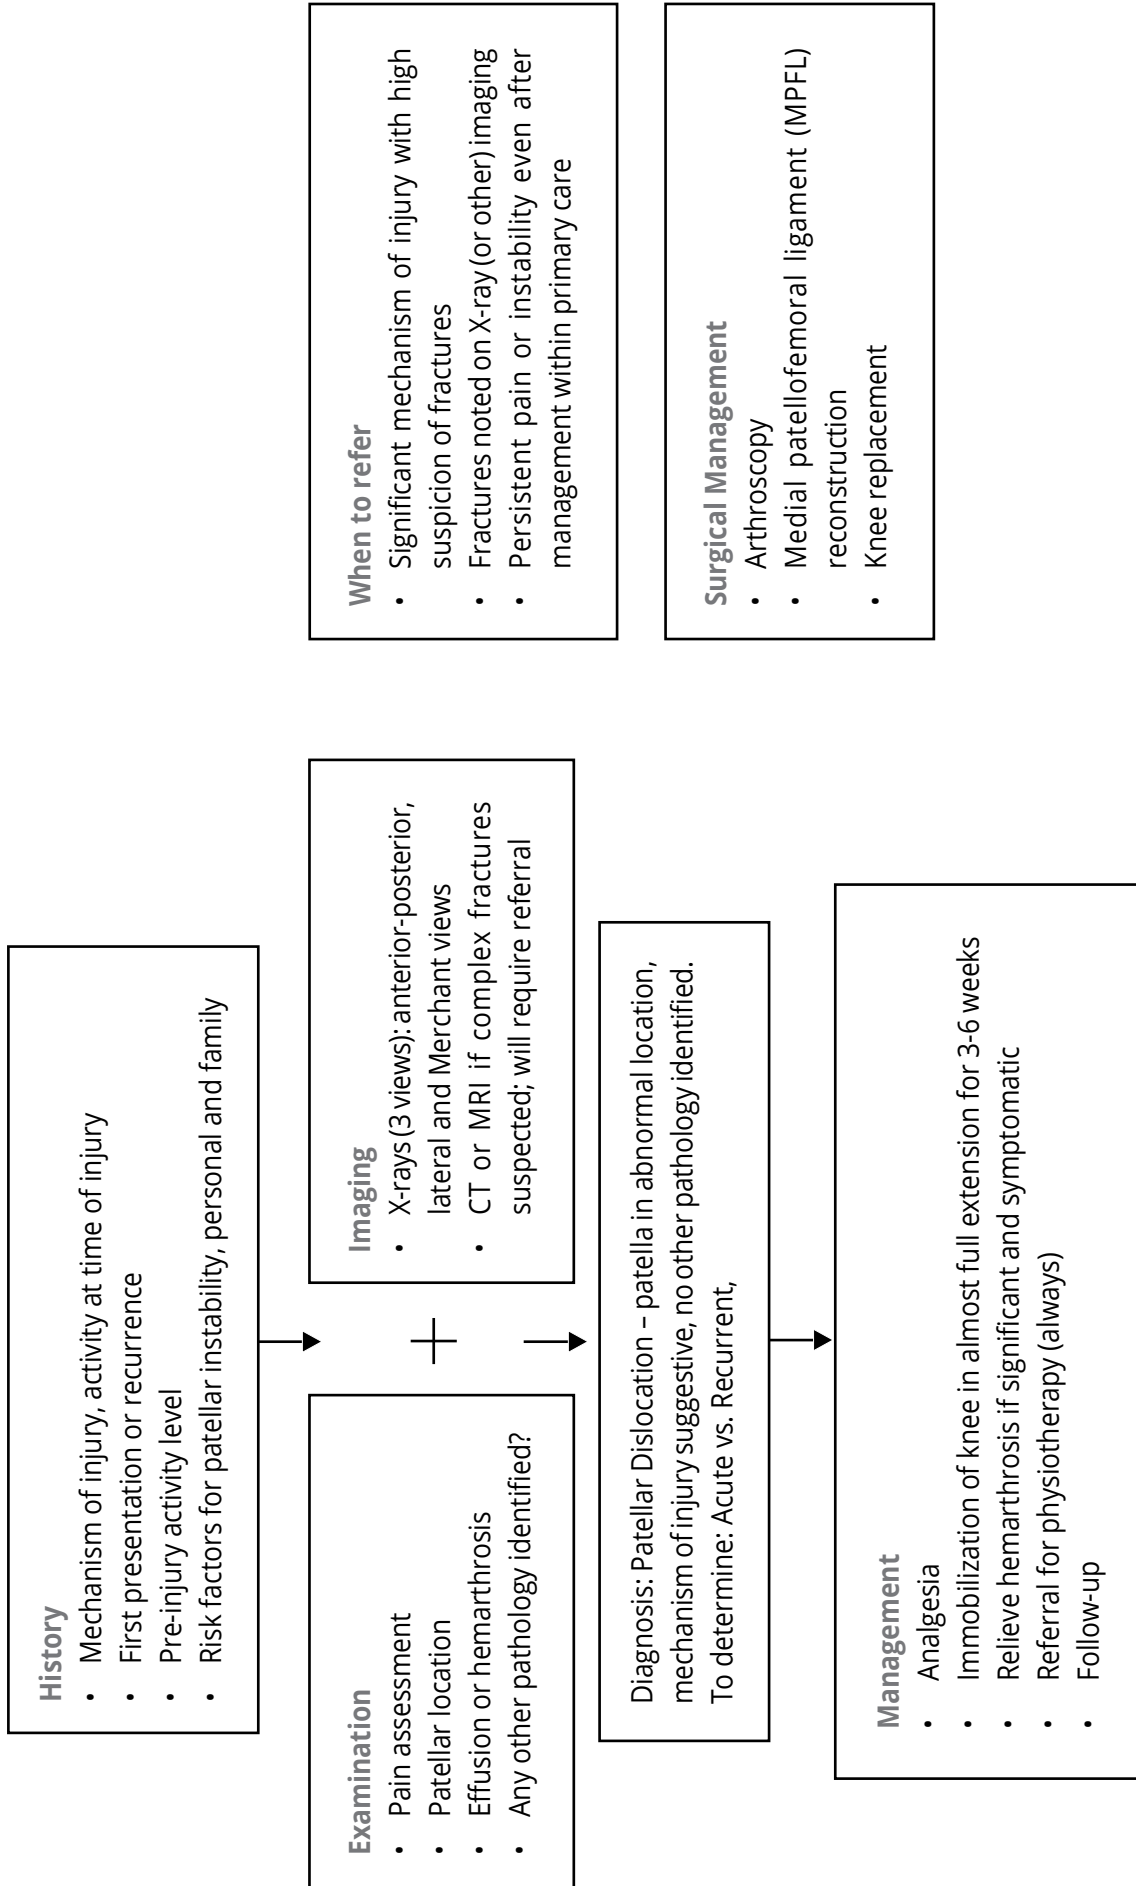 History
• Mechanism of injury, activity at time of injury
• First presentation or recurrence
• Pre-injury activity level
• Risk factors for patellar instability, personal and family
Examination
• Pain assessment
• Patellar location
• Effusion or hemarthrosis
• Any other pathology identified?
+
Imaging
• X-rays (3 views): anterior-posterior,
lateral and Merchant views
• CT or MRI if complex fractures
suspected; will require referral
Diagnosis: Patellar Dislocation – patella in abnormal location,
mechanism of injury suggestive, no other pathology identified.
To determine: Acute vs. Recurrent,
Management
• Analgesia
• Immobilization of knee in almost full extension for 3-6 weeks
• Relieve hemarthrosis if significant and symptomatic
• Referral for physiotherapy (always)
• Follow-up
When to refer
• Significant mechanism of injury with high
suspicion of fractures
• Fractures noted on X-ray (or other) imaging
• Persistent pain or instability even after
management within primary care
Surgical Management
• Arthroscopy
• Medial patellofemoral ligament (MPFL)
reconstruction
• Knee replacement